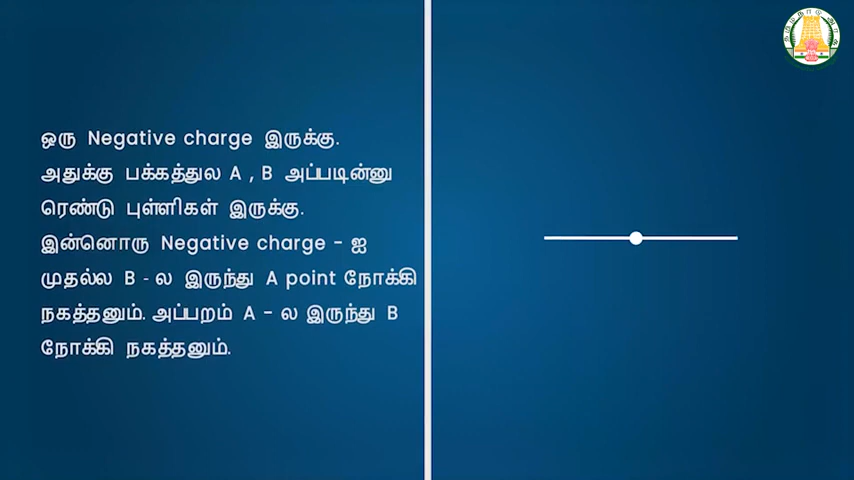 ஒரு Negative charge இருக்கு.
அதுக்கு பக்கத்துல A , B அப்படின்னு
ரெண்டு புள்ளிகள் இருக்கு.
இன்னொரு Negative charge - ஐ
முதல்ல B - ல இருந்து A point நோக்கி
நகத்தனும். அப்பறம் A - ல இருந்து B
நோக்கி நகத்தனும்.